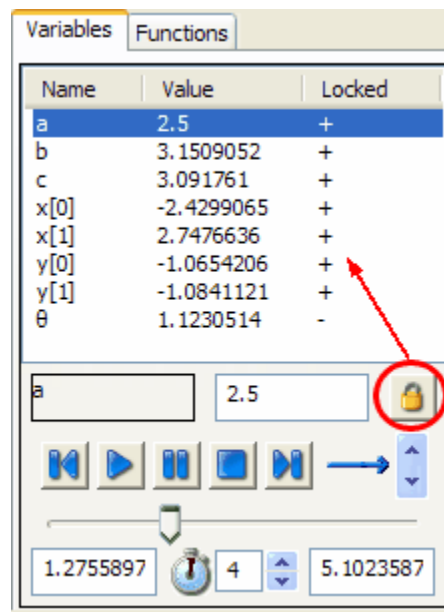 Variables Functions
Name Value Locked
a 2.5 +
b 3.1509052 +
c 3.091761 +
x[0] -2.4299065 +
x[1] 2.7476636 +
y[0] -1.0654206 +
y[1] -1.0841121 +
θ 1.1230514 -
a 2.5
1.2755897 4 5.1023587